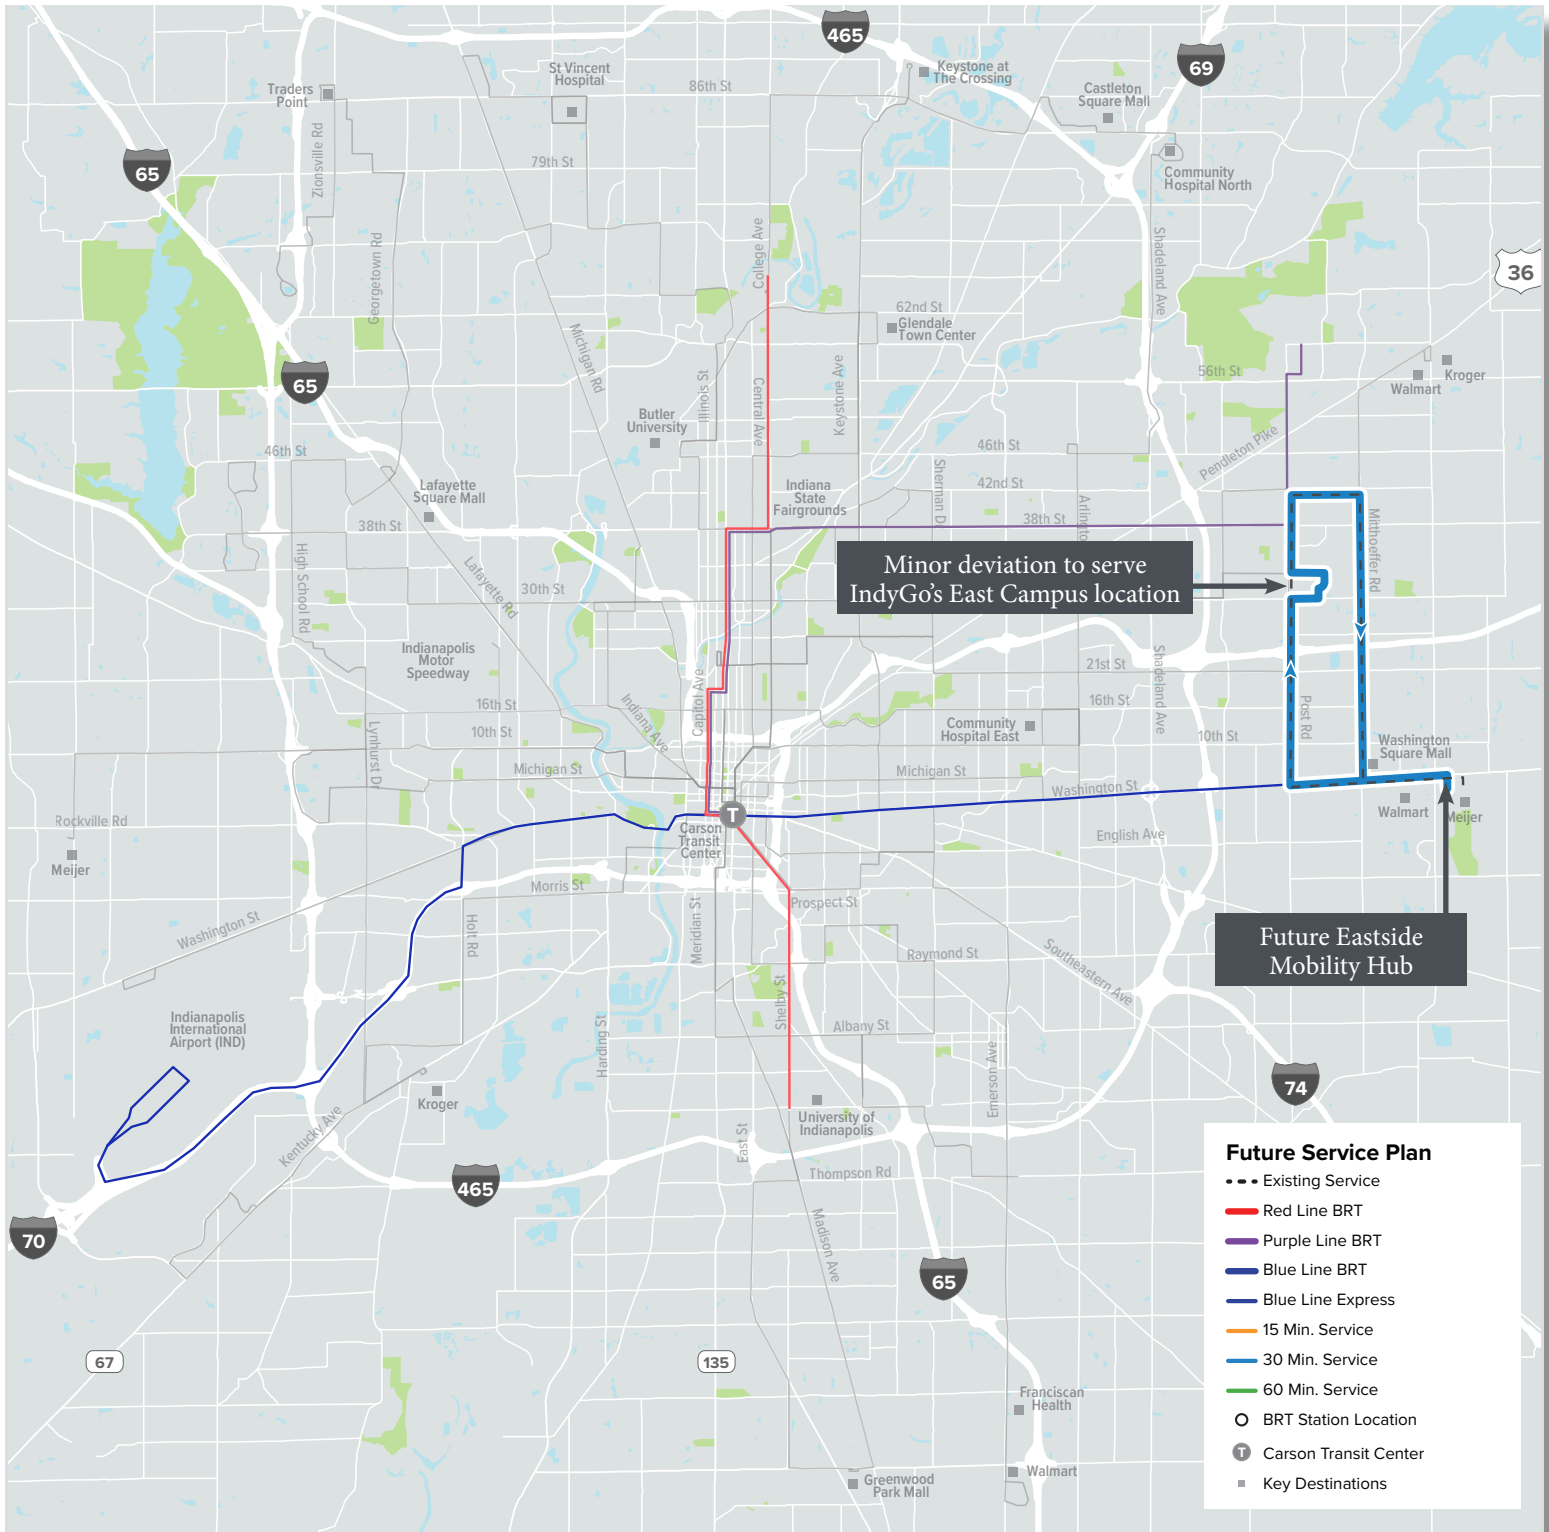 465
69
Keystone at
The Crossing
St Vincent
Hospital
86th St
Traders
Point
Castleton
Square Mall
Zionsville Rd
65
79th St
Community
Hospital North
College Ave
Georgetown Rd
Shadeland Ave
36
62nd St
Glendale
Town Center
Michigan Rd
65
Illinois St
Central Ave
Keystone Ave
56th St
Walmart
Kroger
Butler
University
46th St
46th St
Pendleton Pike
Lafayette
Square Mall
Indiana
State
Fairgrounds
Sherman D
42nd St
Arlingto
38th St
38th St
Mitthoeffer Rd
High School Rd
Lafayette Rd
Minor deviation to serve
IndyGo's East Campus location
30th St
Indianapolis
Motor
Speedway
21st St
Shadeland Ave
16th St
16th St
Capitol Ave
Indiana Ave
Post Rd
Lynhurst Dr
10th St
Community
Hospital East
10th St
Washington
Square Mall
Michigan St
Michigan St
Washington St
Walmart
Meijer
Rockville Rd
T
Carson
Transit
Center
English Ave
Meijer
Morris St
Prospect St
Washington St
Holt Rd
Meridian St
Raymond St
Southeastern Ave
Future Eastside
Mobility Hub
Indianapolis
International
Airport (IND)
Shelby St
Harding St
Albany St
Emerson Ave
74
Kroger
University of
Indianapolis
Kentucky Ave
East St
Thompson Rd
465
70
Madison Ave
65
67
135
Franciscan
Health
Walmart
Greenwood
Park Mall
Future Service Plan
Existing Service
Red Line BRT
Purple Line BRT
Blue Line BRT
Blue Line Express
15 Min. Service
30 Min. Service
60 Min. Service
BRT Station Location
T Carson Transit Center
Key Destinations